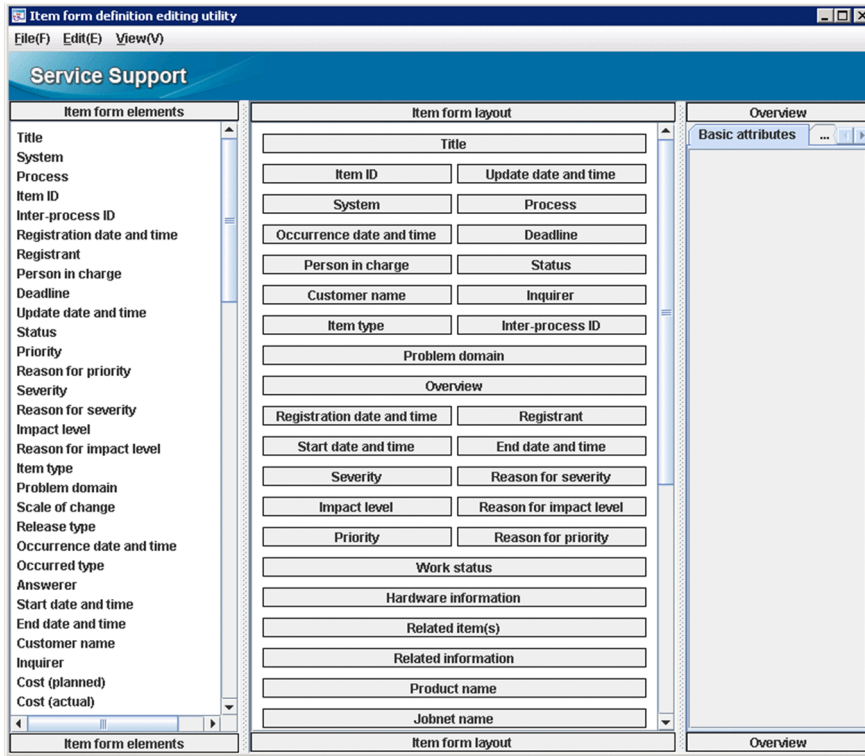 Item form definition editing utility
File(F) Edit(E) View(V)
Service Support
Item form elements
Title
System
Process
Item ID
Inter-process ID
Registration date and time
Registrant
Person in charge
Deadline
Update date and time
Status
Priority
Reason for priority
Severity
Reason for severity
Impact level
Reason for impact level
Item type
Problem domain
Scale of change
Release type
Occurrence date and time
Occurred type
Answerer
Start date and time
End date and time
Customer name
Inquirer
Cost (planned)
Cost (actual)
Item form elements
Item form layout
Title
Item ID Update date and time
System Process
Occurrence date and time Deadline
Person in charge Status
Customer name Inquirer
Item type Inter-process ID
Problem domain
Overview
Registration date and time Registrant
Start date and time End date and time
Severity Reason for severity
Impact level Reason for impact level
Priority Reason for priority
Work status
Hardware information
Related item(s)
Related information
Product name
Jobnet name
Item form layout
Overview
Basic attributes ...
Overview